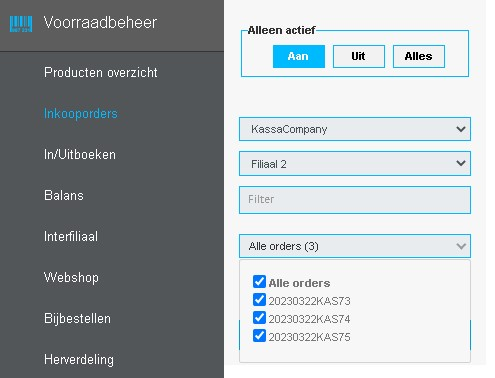 Voorraadbeheer
Producten overzicht
Inkooporders
In/Uitboeken
Balans
Interfiliaal
Webshop
Bijbestellen
Herverdeling
Alleen actief
Aan Uit Alles
KassaCompany
Filiaal 2
Filter
Alle orders (3)
Alle orders
20230322KAS73
20230322KAS74
20230322KAS75